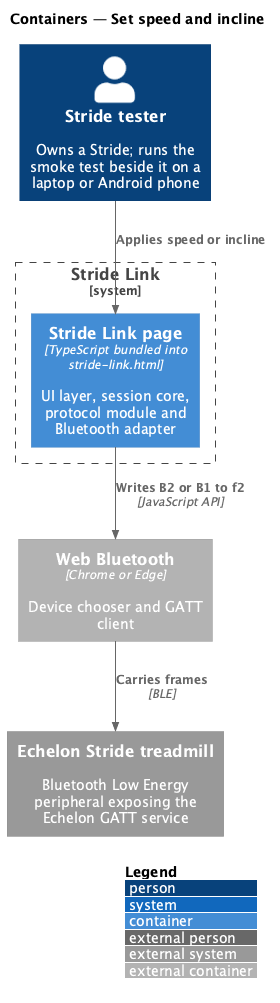 Containers — Set speed and incline
Stride tester
Owns a Stride; runs the
smoke test beside it on a
laptop or Android phone
Applies speed or incline
Stride Link
[system]
Stride Link page
[TypeScript bundled into
stride-link.html]
UI layer, session core,
protocol module and
Bluetooth adapter
Writes B2 or B1 to f2
[JavaScript API]
Web Bluetooth
[Chrome or Edge]
Device chooser and GATT
client
Carries frames
[BLE]
Echelon Stride treadmill
Bluetooth Low Energy
peripheral exposing the
Echelon GATT service
Legend
person
system
container
external person
external system
external container